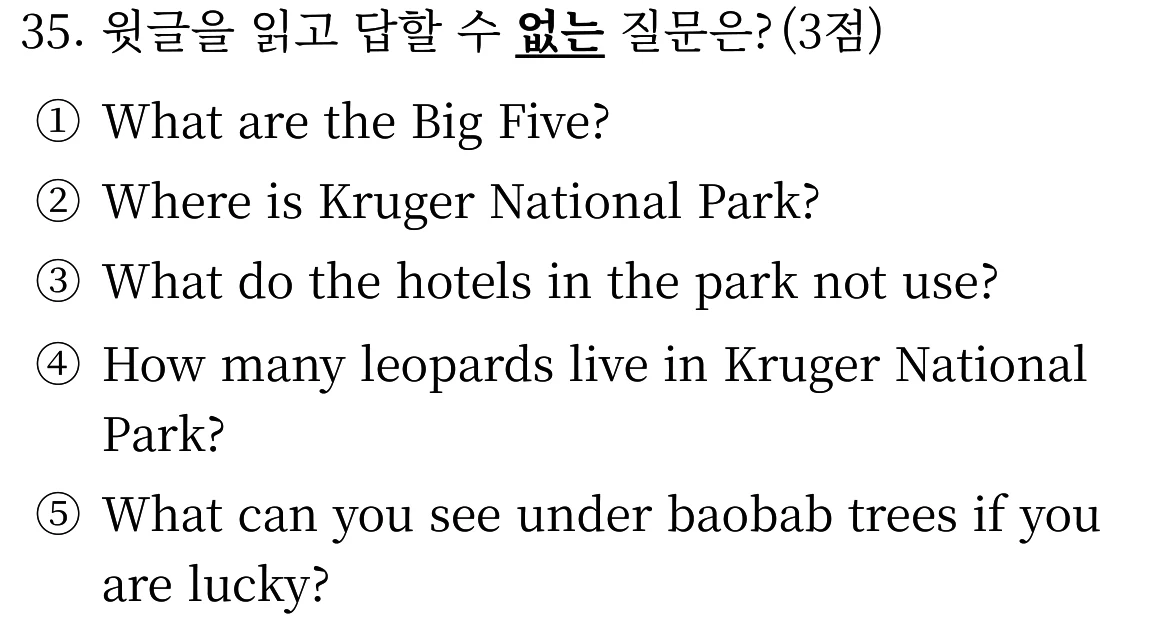 35. 윗글을 읽고 답할 수 없는 질문은?(3점)
① What are the Big Five?
② Where is Kruger National Park?
③ What do the hotels in the park not use?
④ How many leopards live in Kruger National
Park?
⑤ What can you see under baobab trees if you
are lucky?